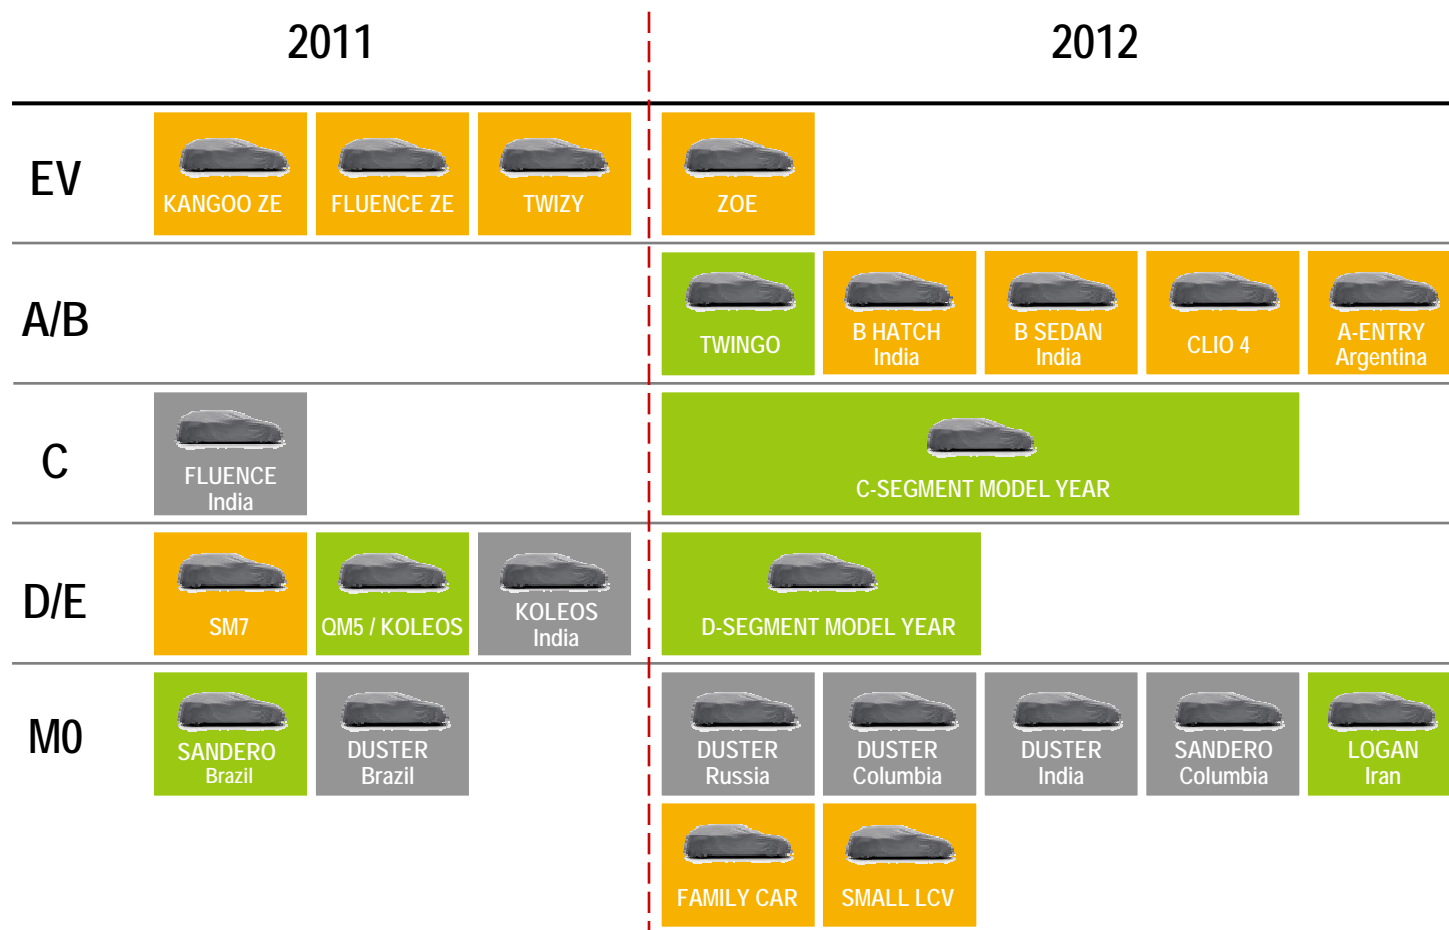 2011
2012
EV
KANGOO ZE
FLUENCE ZE
TWIZY
ZOE
A/B
TWINGO
B HATCH
India
B SEDAN
India
CLIO 4
A-ENTRY
Argentina
C
FLUENCE
India
C-SEGMENT MODEL YEAR
D/E
SM7
QM5 / KOLEOS
KOLEOS
India
D-SEGMENT MODEL YEAR
M0
SANDERO
Brazil
DUSTER
Brazil
DUSTER
Russia
DUSTER
Columbia
DUSTER
India
SANDERO
Columbia
LOGAN
Iran
FAMILY CAR
SMALL LCV